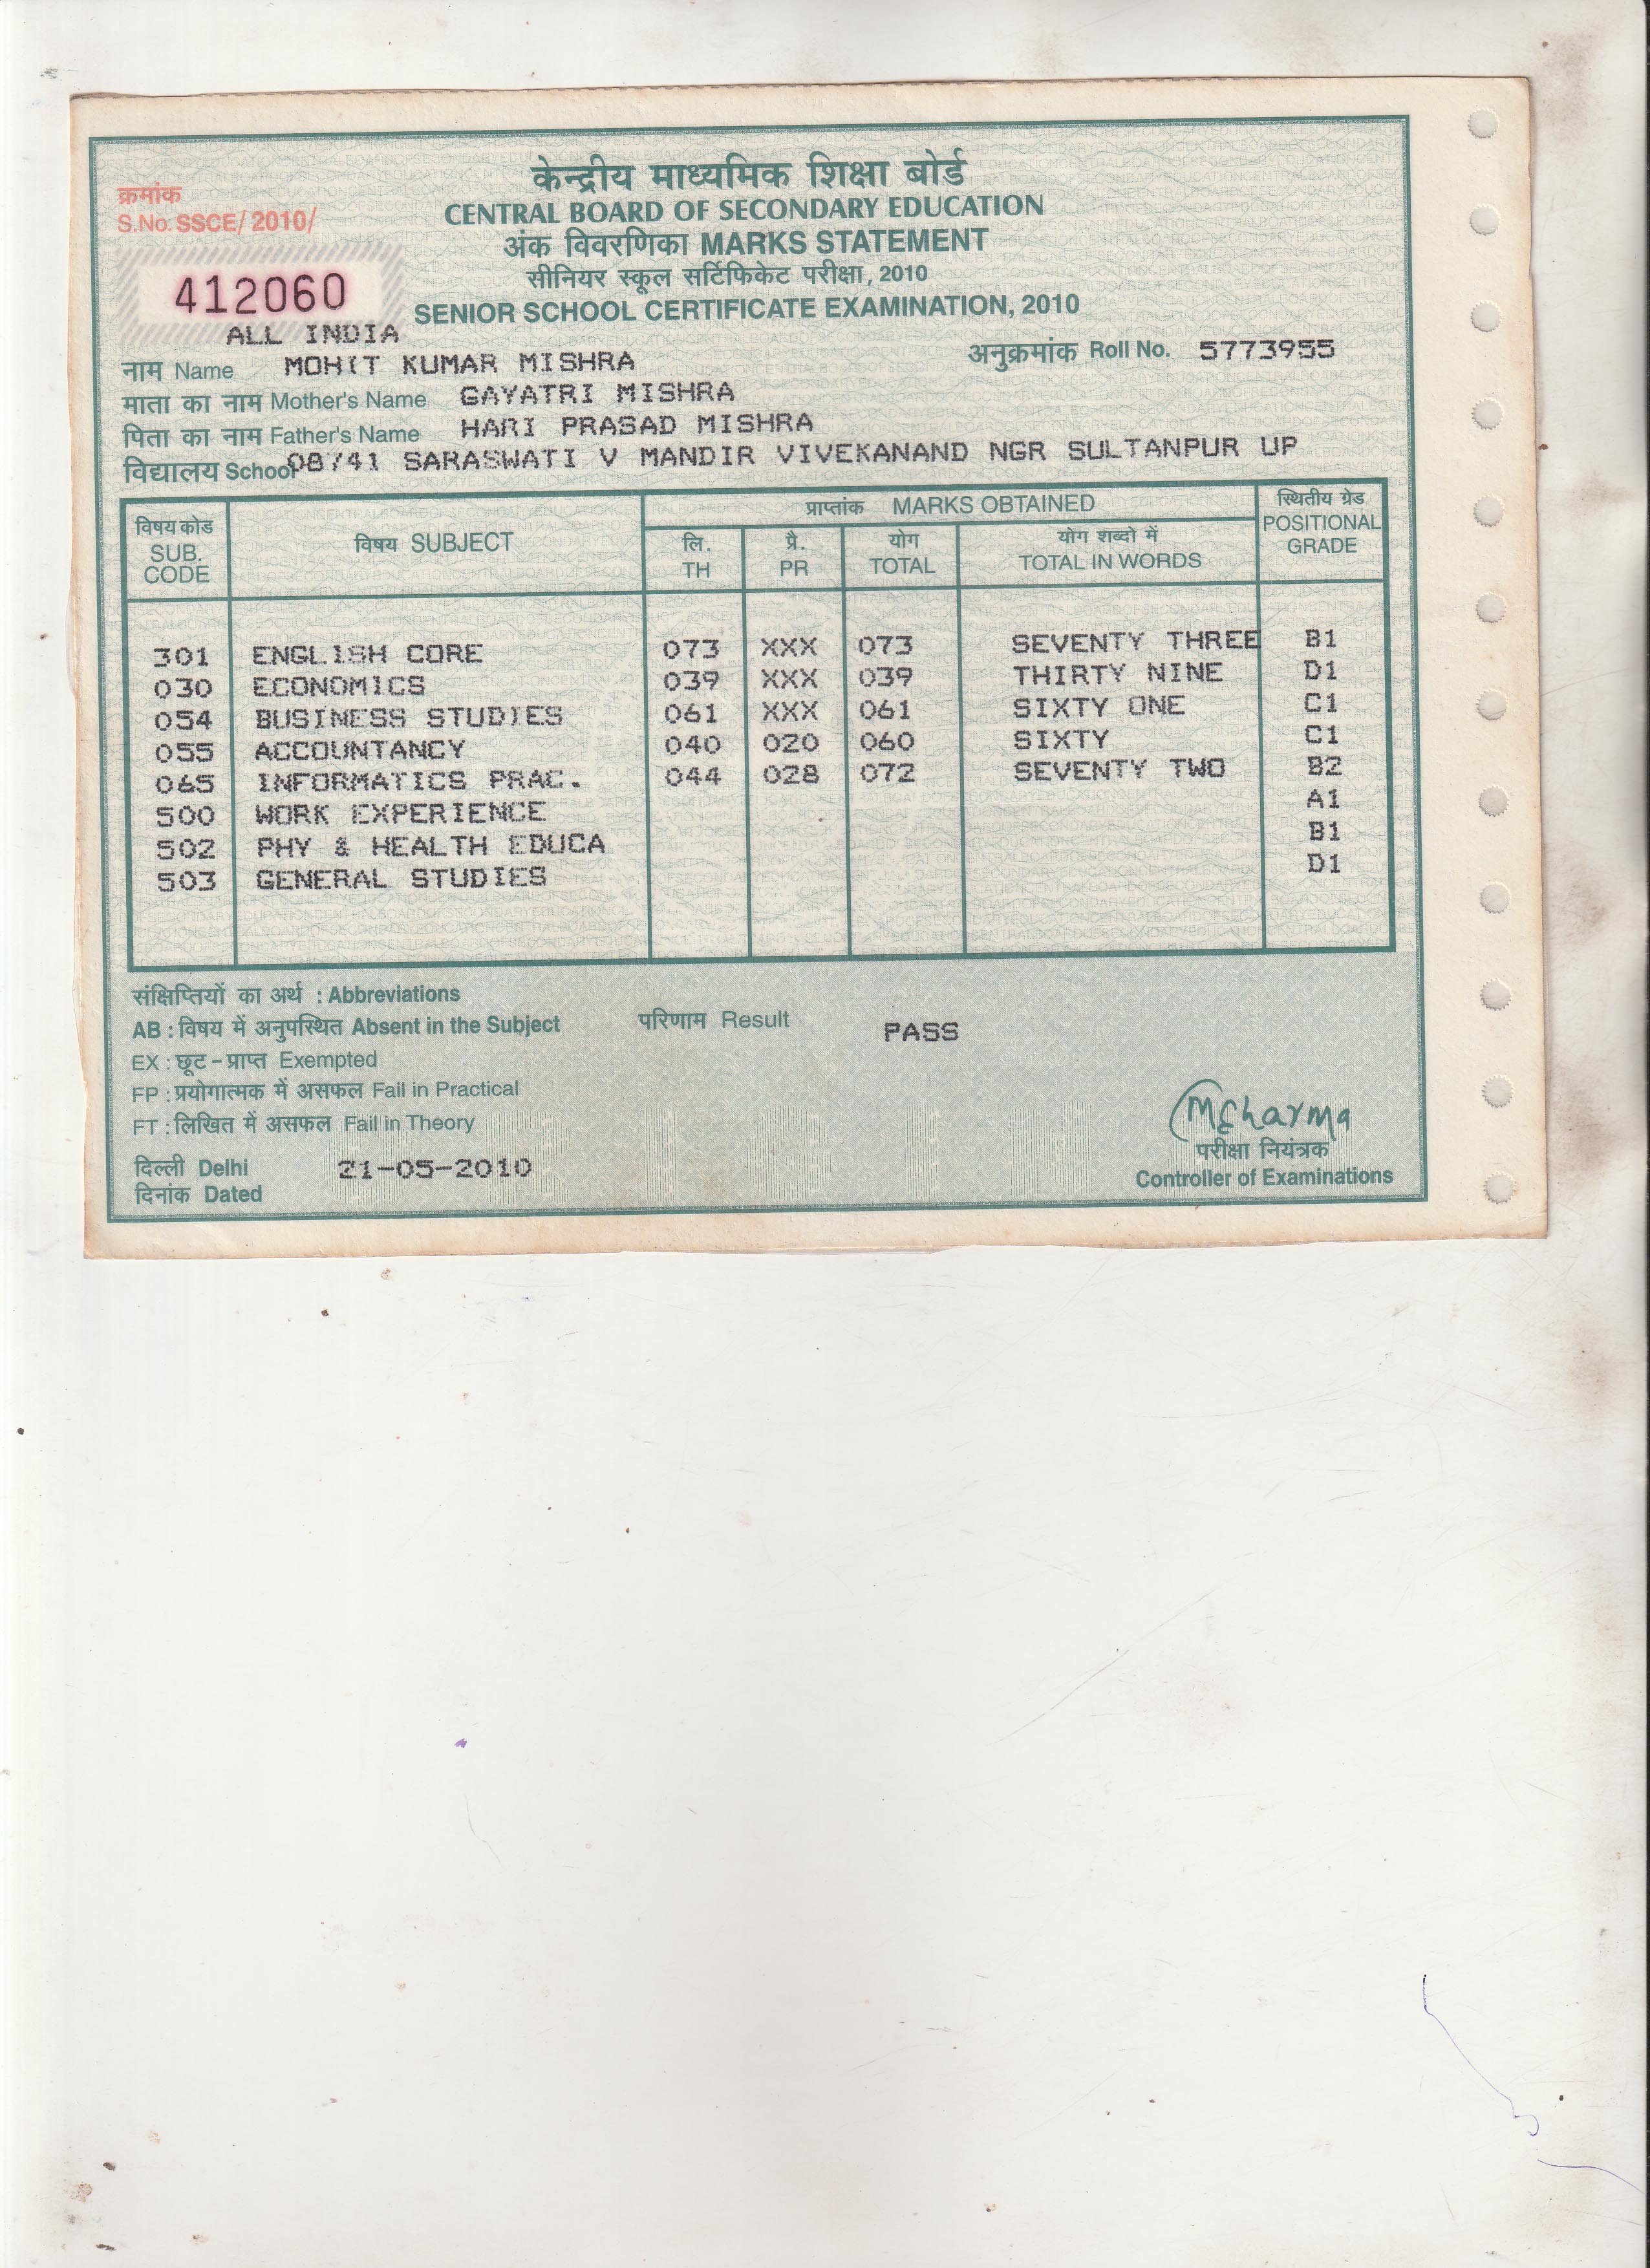 केन्द्रीय माध्यमिक शिक्षा बोर्ड
क्रमांक
S.No. SSCE/ 2010/
CENTRAL BOARD OF SECONDARY EDUCATION
अंक विवरणिका MARKS STATEMENT
सीनियर स्कूल सर्टिफिकेट परीक्षा, 2010
412060
SENIOR SCHOOL CERTIFICATE EXAMINATION, 2010
ALL INDIA
नाम Name MOHIT KUMAR MISHRA अनुक्रमांक Roll No. 5773955
माता का नाम Mother's Name GAYATRI MISHRA
पिता का नाम Father's Name HARI PRASAD MISHRA
विद्यालय School 08741 SARASWATI V MANDIR VIVEKANAND NGR SULTANPUR UP
विषय कोड SUB. CODE विषय SUBJECT प्राप्तांक MARKS OBTAINED स्थितीय ग्रेड POSITIONAL GRADE
लि. TH प्रै. PR योग TOTAL योग शब्दो में TOTAL IN WORDS
301 ENGLISH CORE 073 XXX 073 SEVENTY THREE B1
030 ECONOMICS 039 XXX 039 THIRTY NINE D1
054 BUSINESS STUDIES 061 XXX 061 SIXTY ONE C1
055 ACCOUNTANCY 040 020 060 SIXTY C1
065 INFORMATICS PRAC. 044 028 072 SEVENTY TWO B2
500 WORK EXPERIENCE A1
502 PHY & HEALTH EDUCA B1
503 GENERAL STUDIES D1
संक्षिप्तियों का अर्थ : Abbreviations
AB : विषय में अनुपस्थित Absent in the Subject परिणाम Result PASS
EX : छूट - प्राप्त Exempted
FP : प्रयोगात्मक में असफल Fail in Practical
FT : लिखित में असफल Fail in Theory
MSharma
परीक्षा नियंत्रक
दिल्ली Delhi 21-05-2010
Controller of Examinations
दिनांक Dated